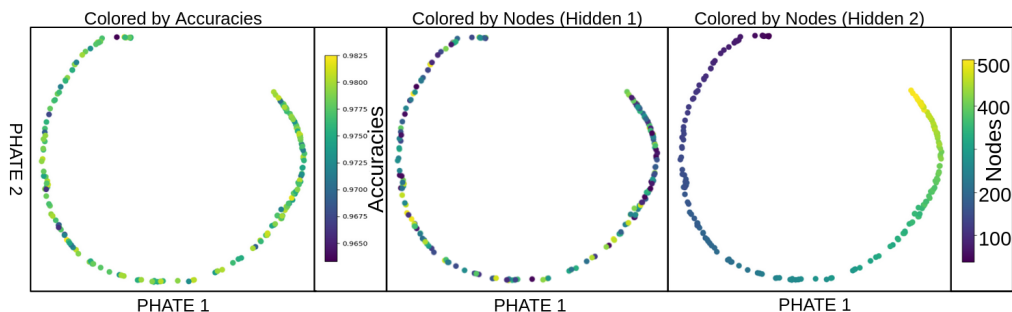 Colored by Accuracies
Colored by Nodes (Hidden 1)
Colored by Nodes (Hidden 2)
PHATE 2
0.9825
0.9800
0.9775
0.9750
0.9725
0.9700
0.9675
0.9650
Accuracies
500
400
200
100
Nodes
PHATE 1
PHATE 1
PHATE 1